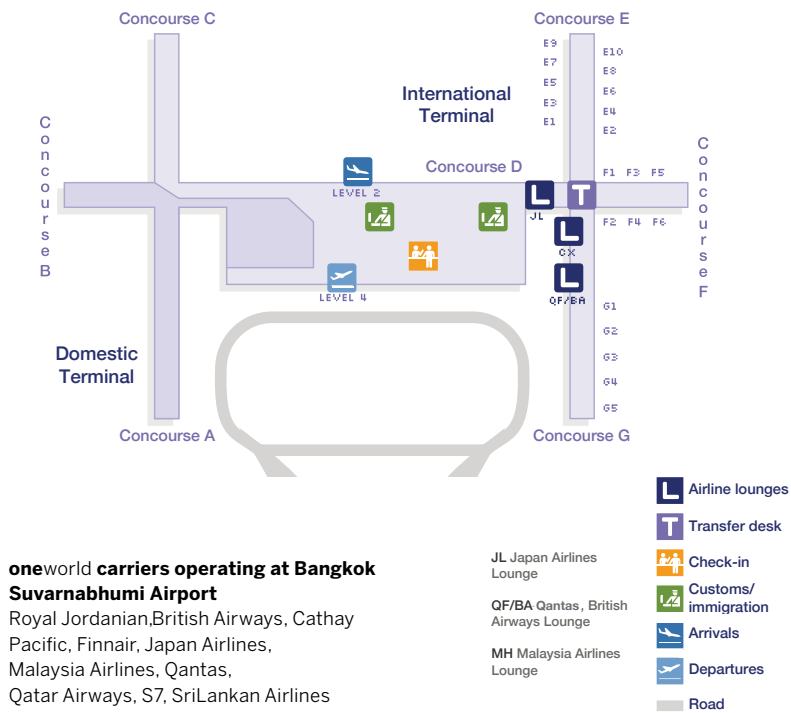 Concourse C
Concourse E
E9
E10
E7
E8
E5
E6
E3
E4
E1
E2
International
Terminal
Concourse B
Concourse D
Concourse F
F1 F3 F5
LEVEL 2
L
T
JL
F2 F4 F6
L
CX
L
LEVEL 4
QF/BA
G1
G2
G3
G4
G5
Domestic
Terminal
Concourse A
Concourse G
L Airline lounges
T Transfer desk
Check-in
Customs/
immigration
Arrivals
Departures
Road
JL Japan Airlines
Lounge
QF/BA Qantas, British
Airways Lounge
MH Malaysia Airlines
Lounge
oneworld carriers operating at Bangkok
Suvarnabhumi Airport
Royal Jordanian,British Airways, Cathay
Pacific, Finnair, Japan Airlines,
Malaysia Airlines, Qantas,
Qatar Airways, S7, SriLankan Airlines